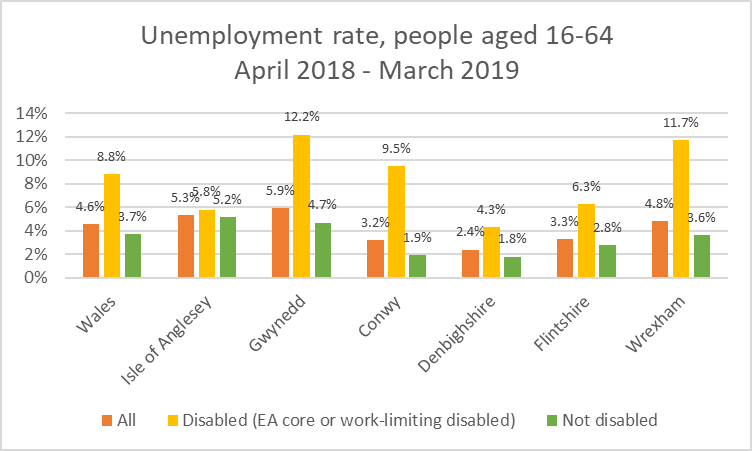 Unemployment rate, people aged 16-64
April 2018 - March 2019
14%
12%
10%
8%
6%
4%
2%
0%
4.6%
8.8%
3.7%
5.3%
5.8%
5.2%
5.9%
12.2%
4.7%
3.2%
9.5%
1.9%
2.4%
4.3%
1.8%
3.3%
6.3%
2.8%
4.8%
11.7%
3.6%
Wales
Isle of Anglesey
Gwynedd
Conwy
Denbighshire
Flintshire
Wrexham
All
Disabled (EA core or work-limiting disabled)
Not disabled